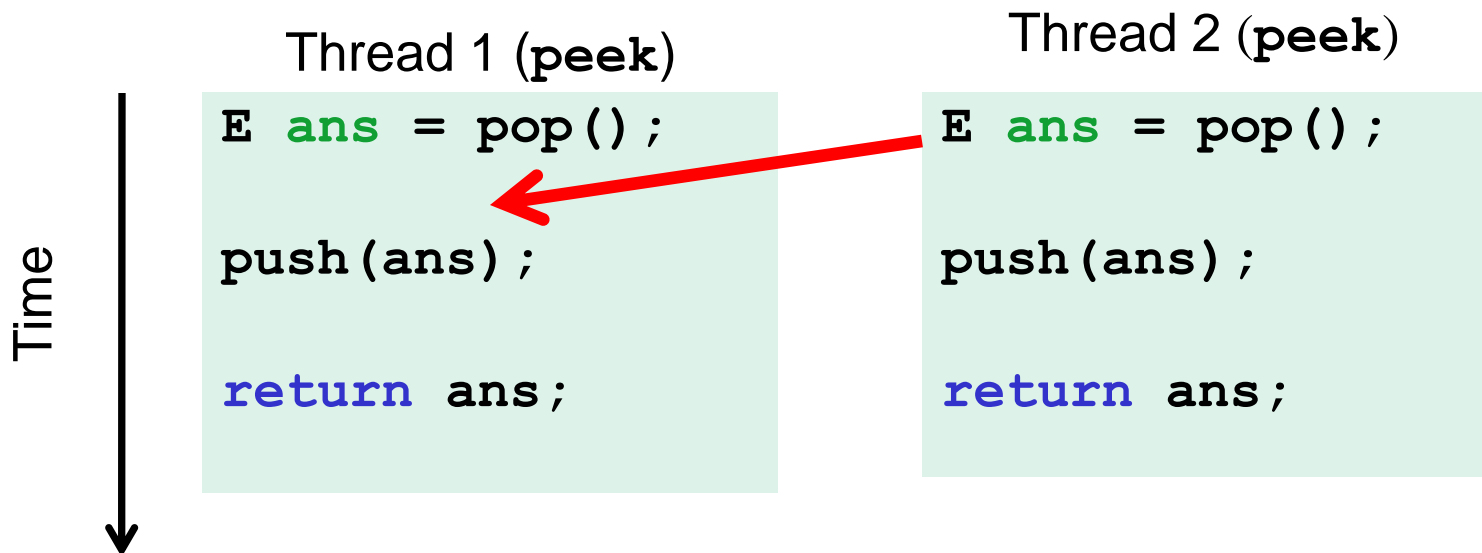 Thread 1 (peek)
Thread 2 (peek)
Time
E ans = pop();
push(ans);
return ans;
E ans = pop();
push(ans);
return ans;